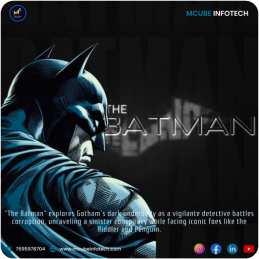 MCUBE INFOTECH
THE
BATMAN
"The Batman" explores Gotham's dark underbelly as a vigilante detective battles
corruption, unraveling a sinister conspiracy while facing iconic foes like the
Riddler and Penguin.
7695978704
www.mcubeinfotech.com